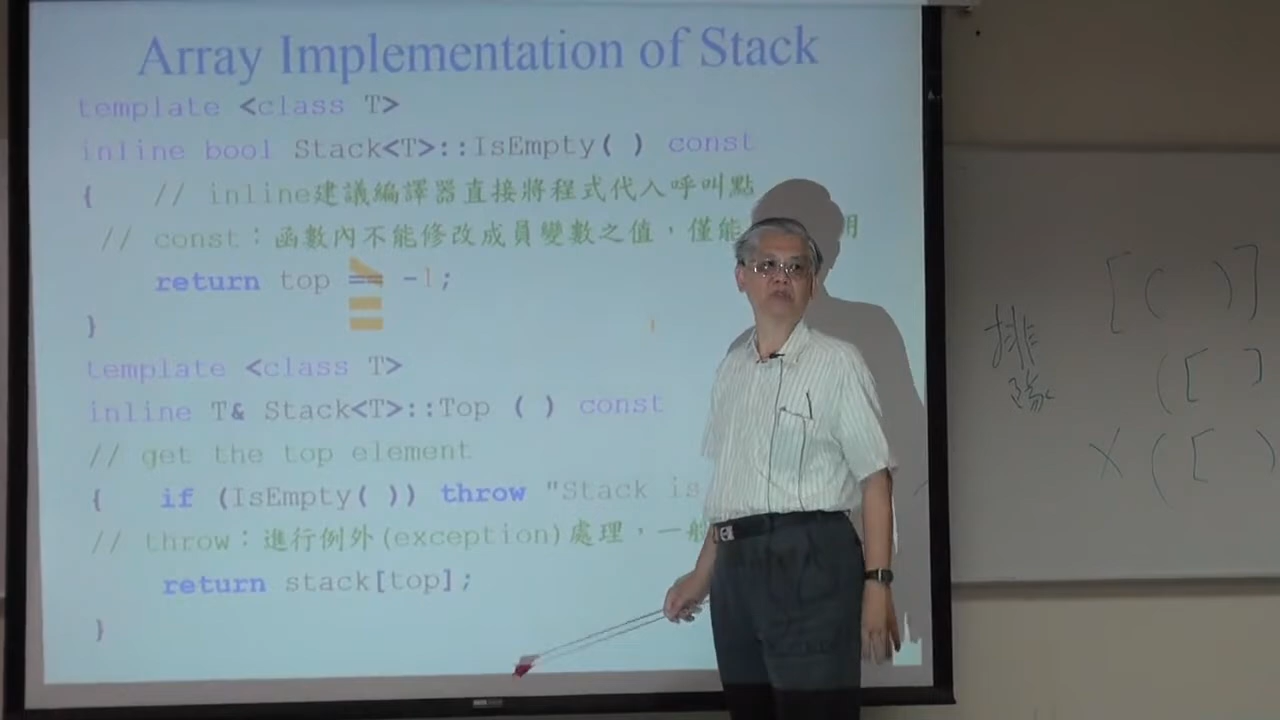 Array Implementation of Stack
template <class T>
inline bool Stack<T>::IsEmpty( ) const
{ // inline建議編譯器直接將程式代入呼叫點
// const：函數內不能修改成員變數之值，僅能 用
return top == -1;
}
template <class T>
inline T& Stack<T>::Top ( ) const
// get the top element
{ if (IsEmpty( )) throw "Stack is
// throw：進行例外(exception)處理，一般
return stack[top];
}
排
隊
[ ( ) ]
( [ ]
X ( [ )